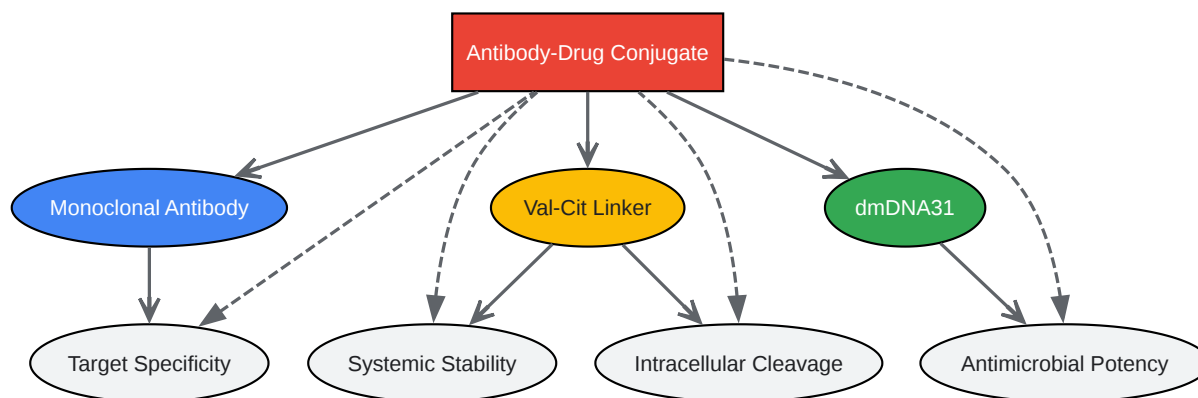 Antibody-Drug Conjugate
Monoclonal Antibody
Val-Cit Linker
dmDNA31
Target Specificity
Systemic Stability
Intracellular Cleavage
Antimicrobial Potency